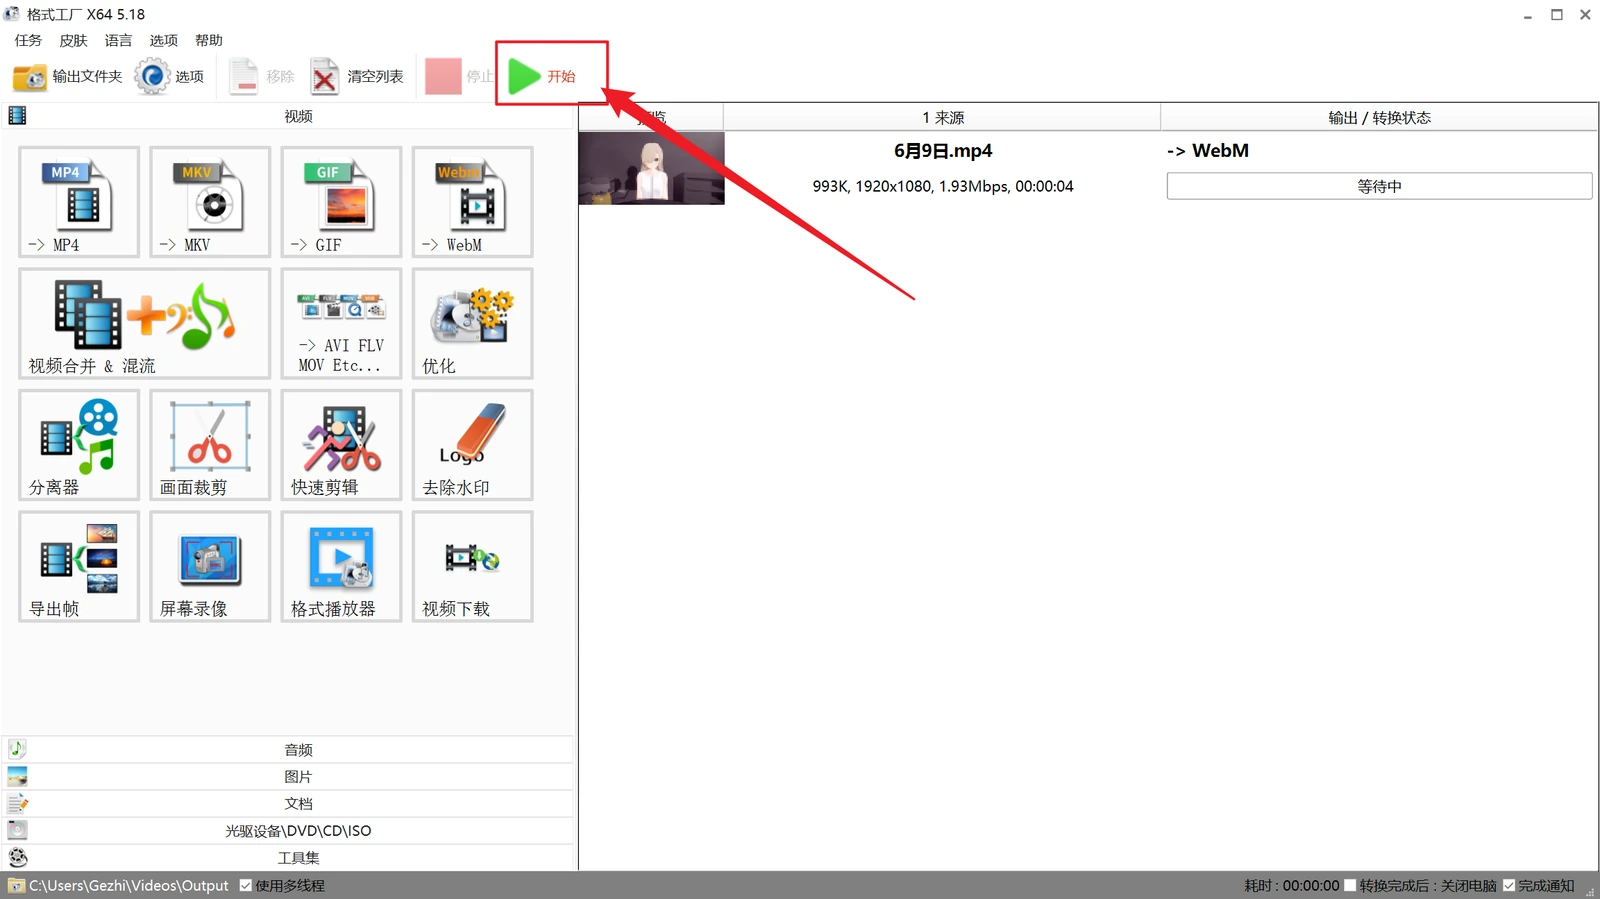 格式工厂 X64 5.18
任务 皮肤 语言 选项 帮助
输出文件夹 选项 移除 清空列表 停止 开始
视频
1 来源
输出 / 转换状态
MP4
-> MP4
MKV
-> MKV
GIF
-> GIF
WebM
-> WebM
6月9日.mp4
993K, 1920x1080, 1.93Mbps, 00:00:04
-> WebM
等待中
视频合并 & 混流
-> AVI FLV
MOV Etc...
优化
分离器
画面裁剪
快速剪辑
Logo
去除水印
导出帧
屏幕录像
格式播放器
视频下载
音频
图片
文档
光驱设备\DVD\CD\ISO
工具集
C:\Users\Gezhi\Videos\Output 使用多线程
耗时 : 00:00:00 转换完成后 : 关闭电脑 完成通知